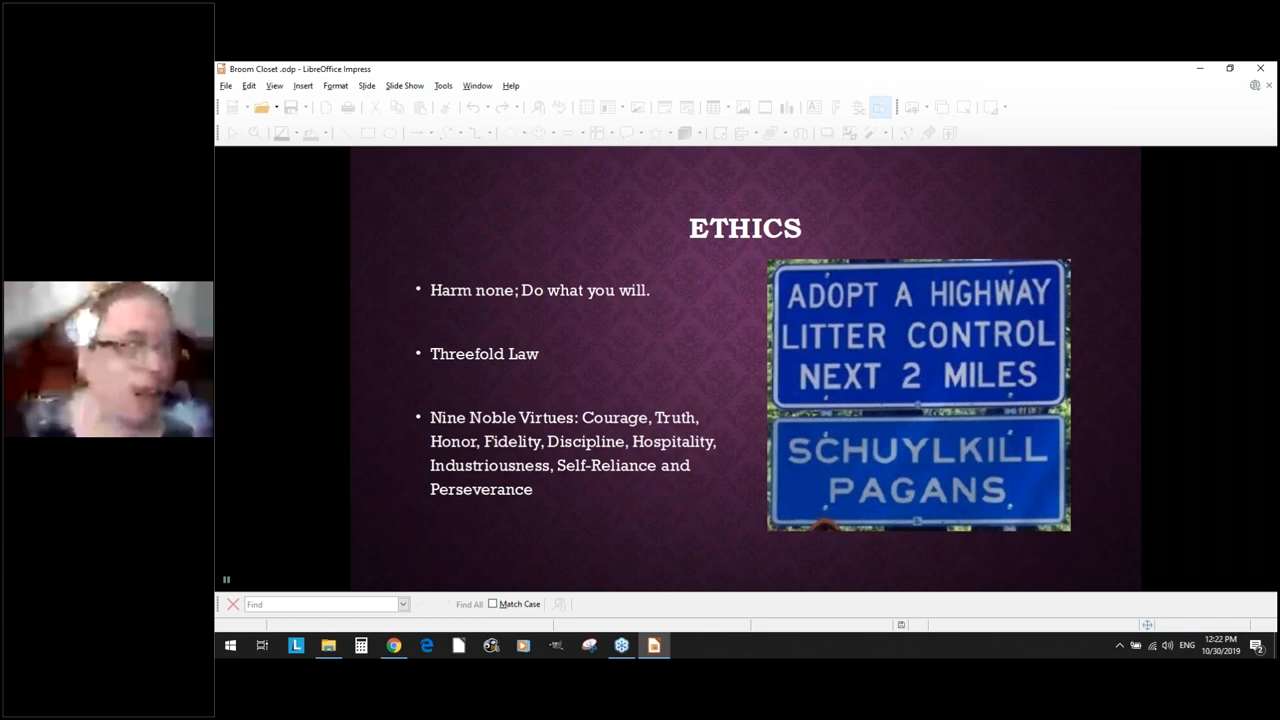 Broom Closet .odp - LibreOffice Impress
File Edit View Insert Format Slide Slide Show Tools Window Help
ETHICS
• Harm none; Do what you will.
• Threefold Law
• Nine Noble Virtues: Courage, Truth,
Honor, Fidelity, Discipline, Hospitality,
Industriousness, Self-Reliance and
Perseverance
ADOPT A HIGHWAY
LITTER CONTROL
NEXT 2 MILES
SCHUYLKILL
PAGANS
Find Find All Match Case
ENG
12:22 PM
10/30/2019
2